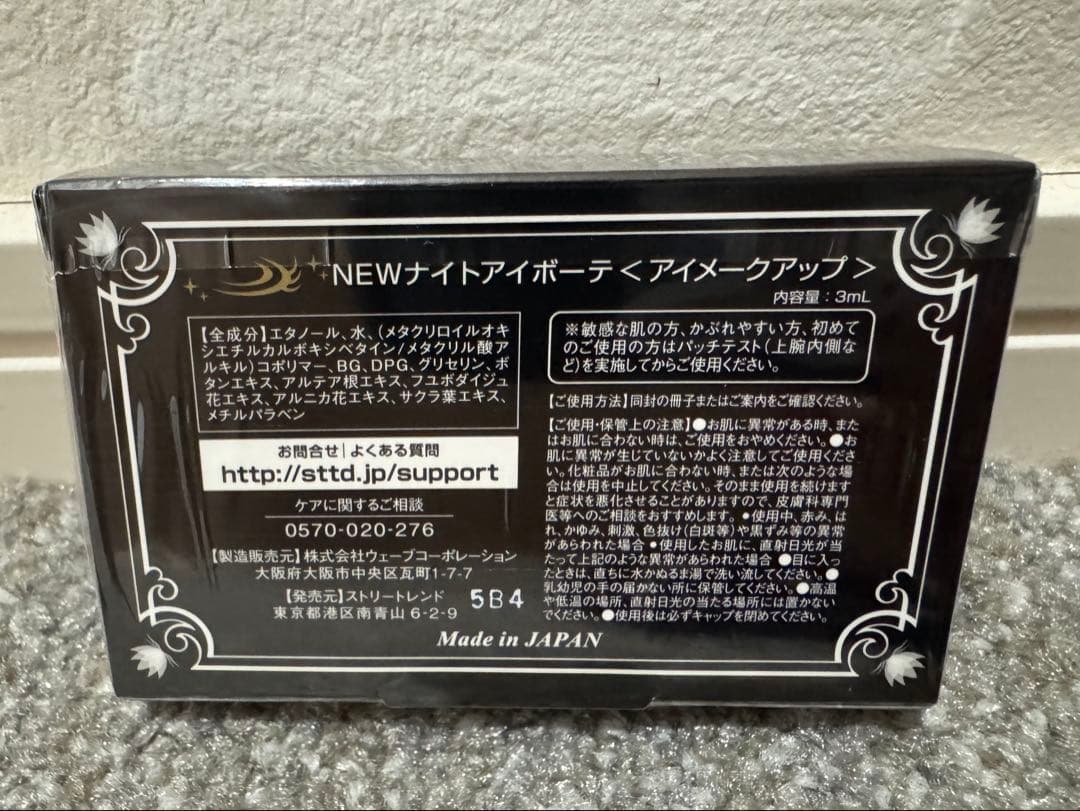 NEWナイトアイボーテ＜アイメークアップ＞
内容量：3mL
【全成分】エタノール、水、(メタクリロイルオキ
シエチルカルボキシベタイン/メタクリル酸ア
ルキル)コポリマー、BG、DPG、グリセリン、ボ
タンエキス、アルテア根エキス、フユボダイジュ
花エキス、アルニカ花エキス、サクラ葉エキス、
メチルパラベン
お問合せ|よくある質問
http://sttd.jp/support
ケアに関するご相談
0570-020-276
【製造販売元】株式会社ウェーブコーポレーション
大阪府大阪市中央区瓦町1-7-7
【発売元】ストリートレンド
東京都港区南青山6-2-9
5B4
※敏感な肌の方、かぶれやすい方、初めて
のご使用の方はパッチテスト(上腕内側な
ど)を実施してからご使用ください。
【ご使用方法】同封の冊子またはご案内をご確認ください。
【ご使用・保管上の注意】●お肌に異常がある時、また
はお肌に合わない時は、ご使用をおやめください。●お
肌に異常が生じていないかよく注意してご使用くださ
い。化粧品がお肌に合わない時、または次のような場
合は使用を中止してください。そのまま使用を続けます
と症状を悪化させることがありますので、皮膚科専門
医等へのご相談をおすすめします。•使用中、赤み、は
れ、かゆみ、刺激、色抜け(白斑等)や黒ずみ等の異常
があらわれた場合 •使用したお肌に、直射日光が当
たって上記のような異常があらわれた場合 ●目に入っ
たときは、直ちに水かぬるま湯で洗い流してください。●
乳幼児の手の届かない所に保管してください。●高温
や低温の場所、直射日光の当たる場所には置かない
でください。●使用後は必ずキャップを閉めてください。
Made in JAPAN